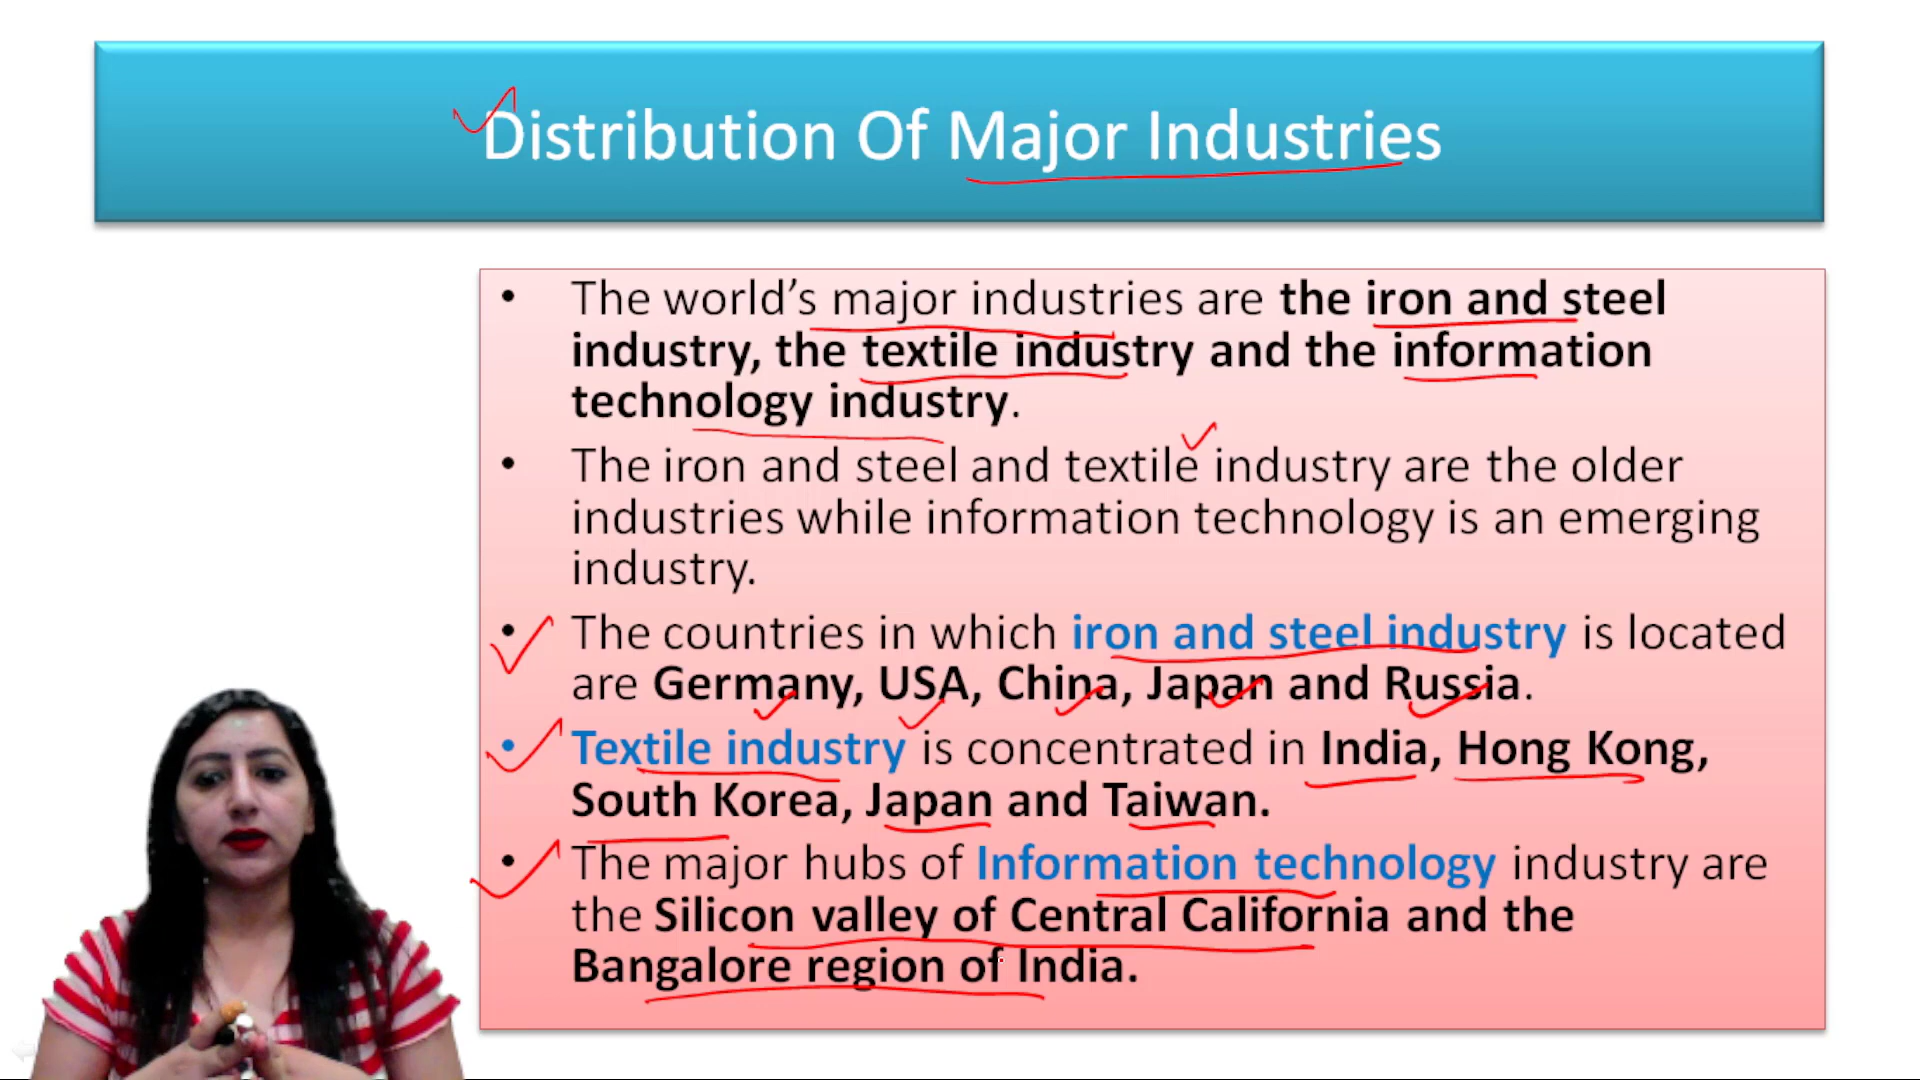 Distribution Of Major Industries
• The world's major industries are the iron and steel
industry, the textile industry and the information
technology industry.
• The iron and steel and textile industry are the older
industries while information technology is an emerging
industry.
• The countries in which iron and steel industry is located
are Germany, USA, China, Japan and Russia.
• Textile industry is concentrated in India, Hong Kong,
South Korea, Japan and Taiwan.
• The major hubs of Information technology industry are
the Silicon valley of Central California and the
Bangalore region of India.